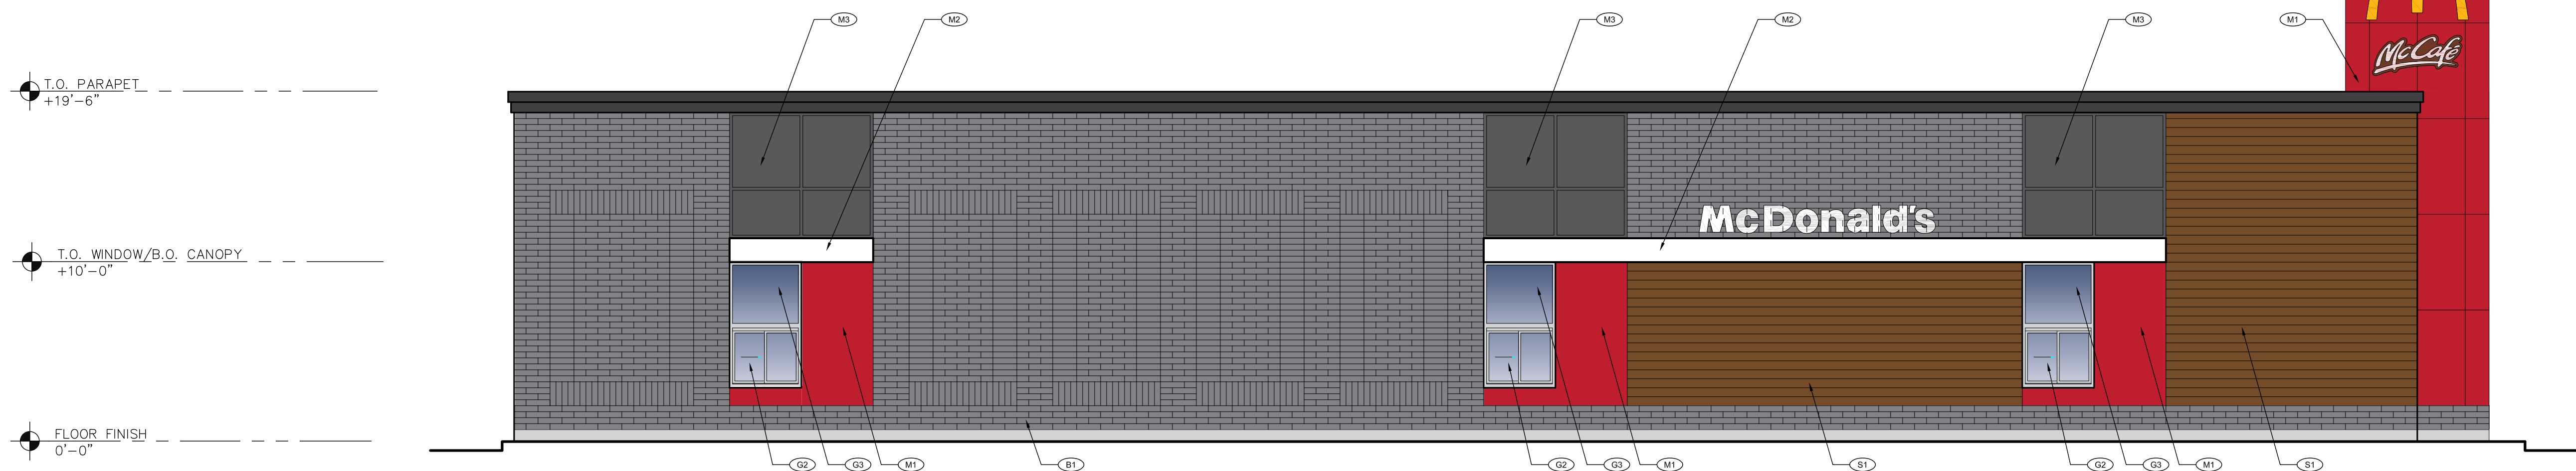 M3
M2
M3
M2
M3
M1
McCafé
T.O. PARAPET
+19'-6"
McDonald's
T.O. WINDOW/B.O. CANOPY
+10'-0"
FLOOR FINISH
0'-0"
G2
G3
M1
B1
G2
G3
M1
S1
G2
G3
M1
S1